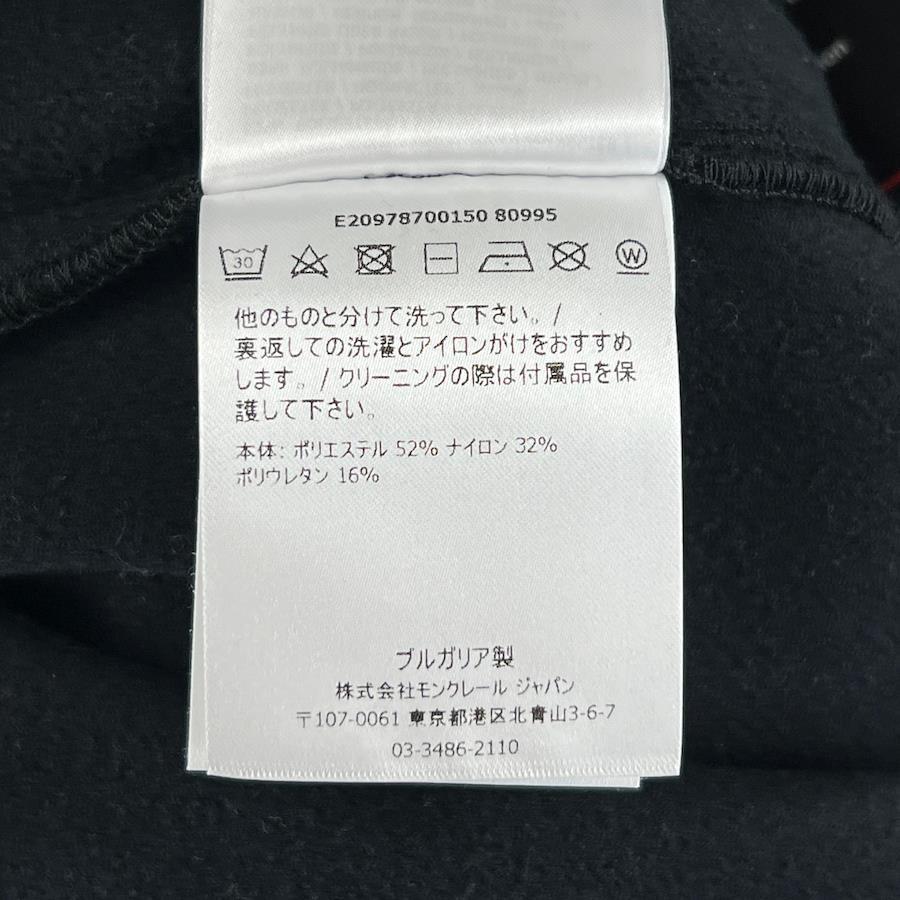 E20978700150 80995
30
W
他のものと分けて洗って下さい。/
裏返しての洗濯とアイロンがけをおすすめ
します。/ クリーニングの際は付属品を保
護して下さい。
本体: ポリエステル 52% ナイロン 32%
ポリウレタン 16%
ブルガリア製
株式会社モンクレール ジャパン
〒107-0061 東京都港区北青山3-6-7
03-3486-2110